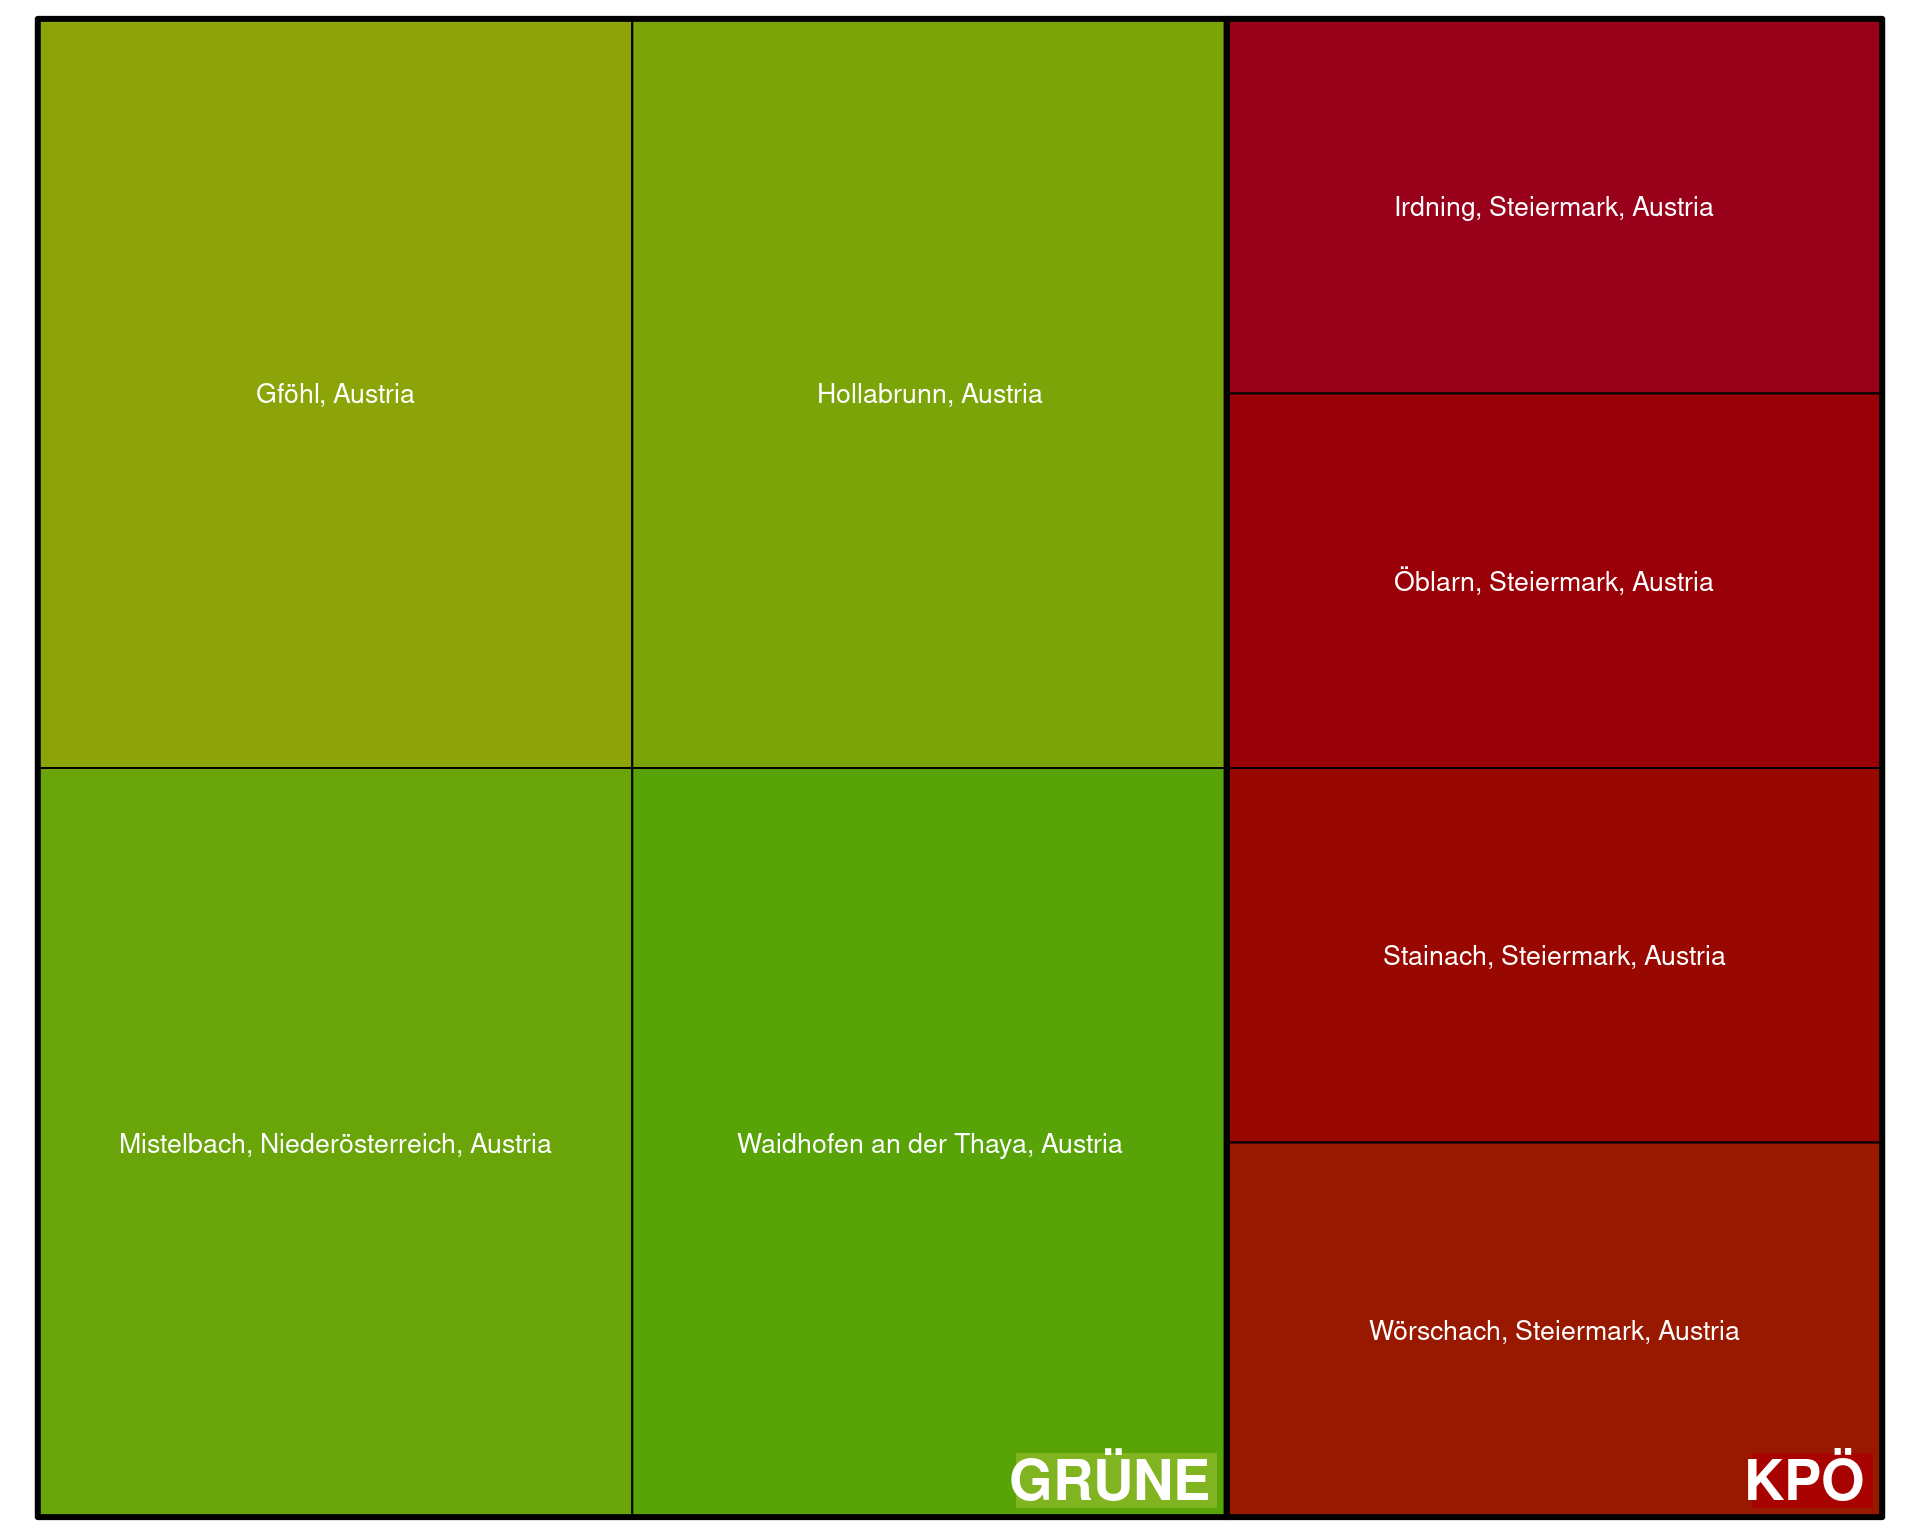 Gföhl, Austria
Hollabrunn, Austria
Irdning, Steiermark, Austria
Öblarn, Steiermark, Austria
Stainach, Steiermark, Austria
Mistelbach, Niederösterreich, Austria
Waidhofen an der Thaya, Austria
Wörschach, Steiermark, Austria
GRÜNE
KPÖ